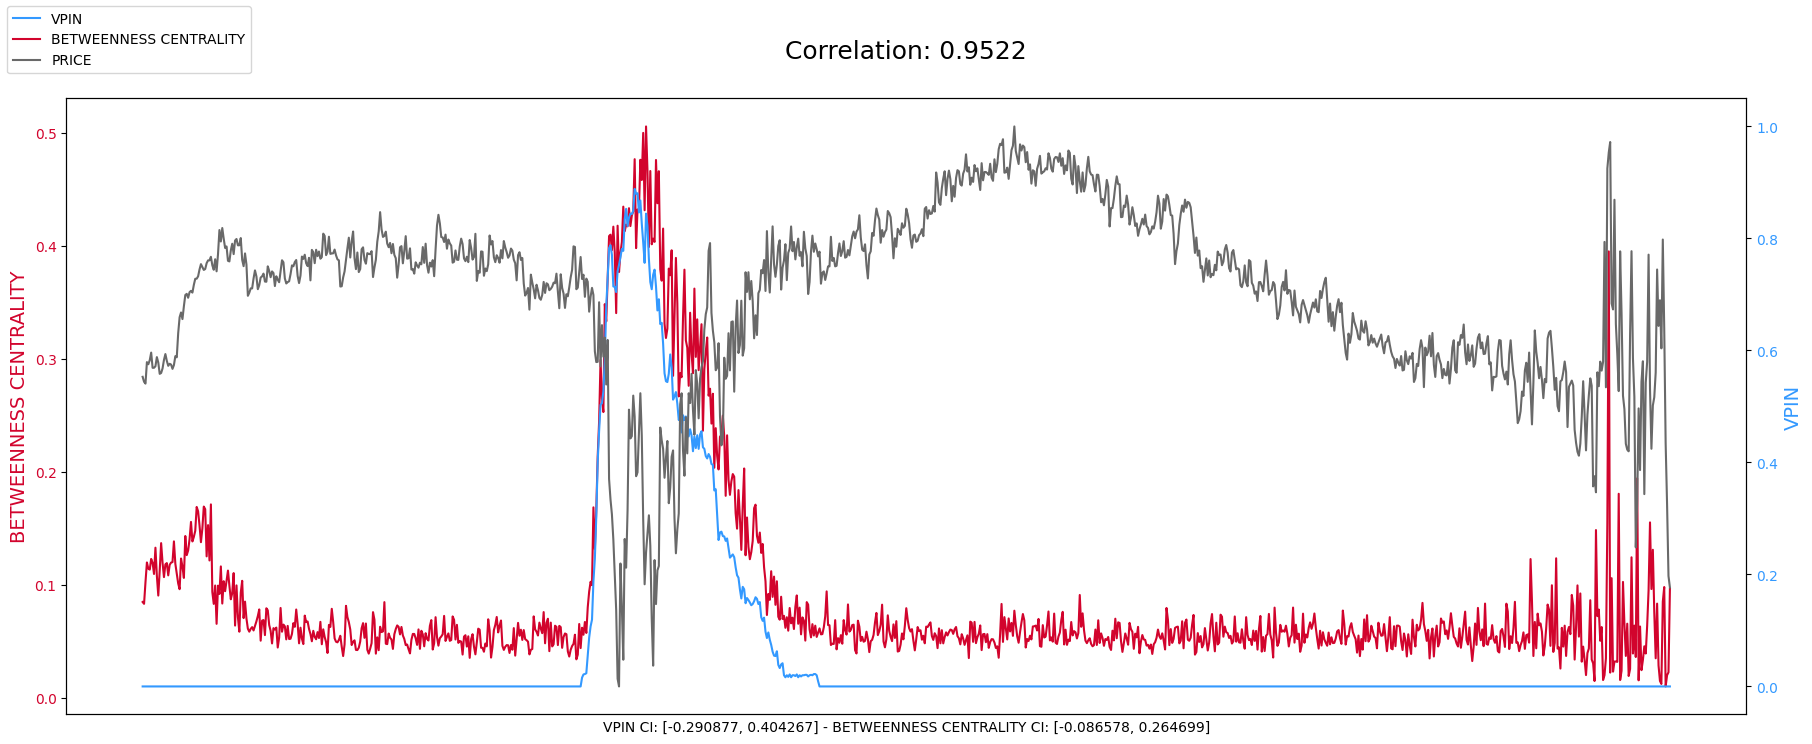 VPIN
BETWEENNESS CENTRALITY
PRICE
Correlation: 0.9522
BETWEENNESS CENTRALITY
0.5
0.4
0.3
0.2
0.1
0.0
1.0
0.8
0.6
0.4
0.2
0.0
VPIN
VPIN CI: [-0.290877, 0.404267] - BETWEENNESS CENTRALITY CI: [-0.086578, 0.264699]